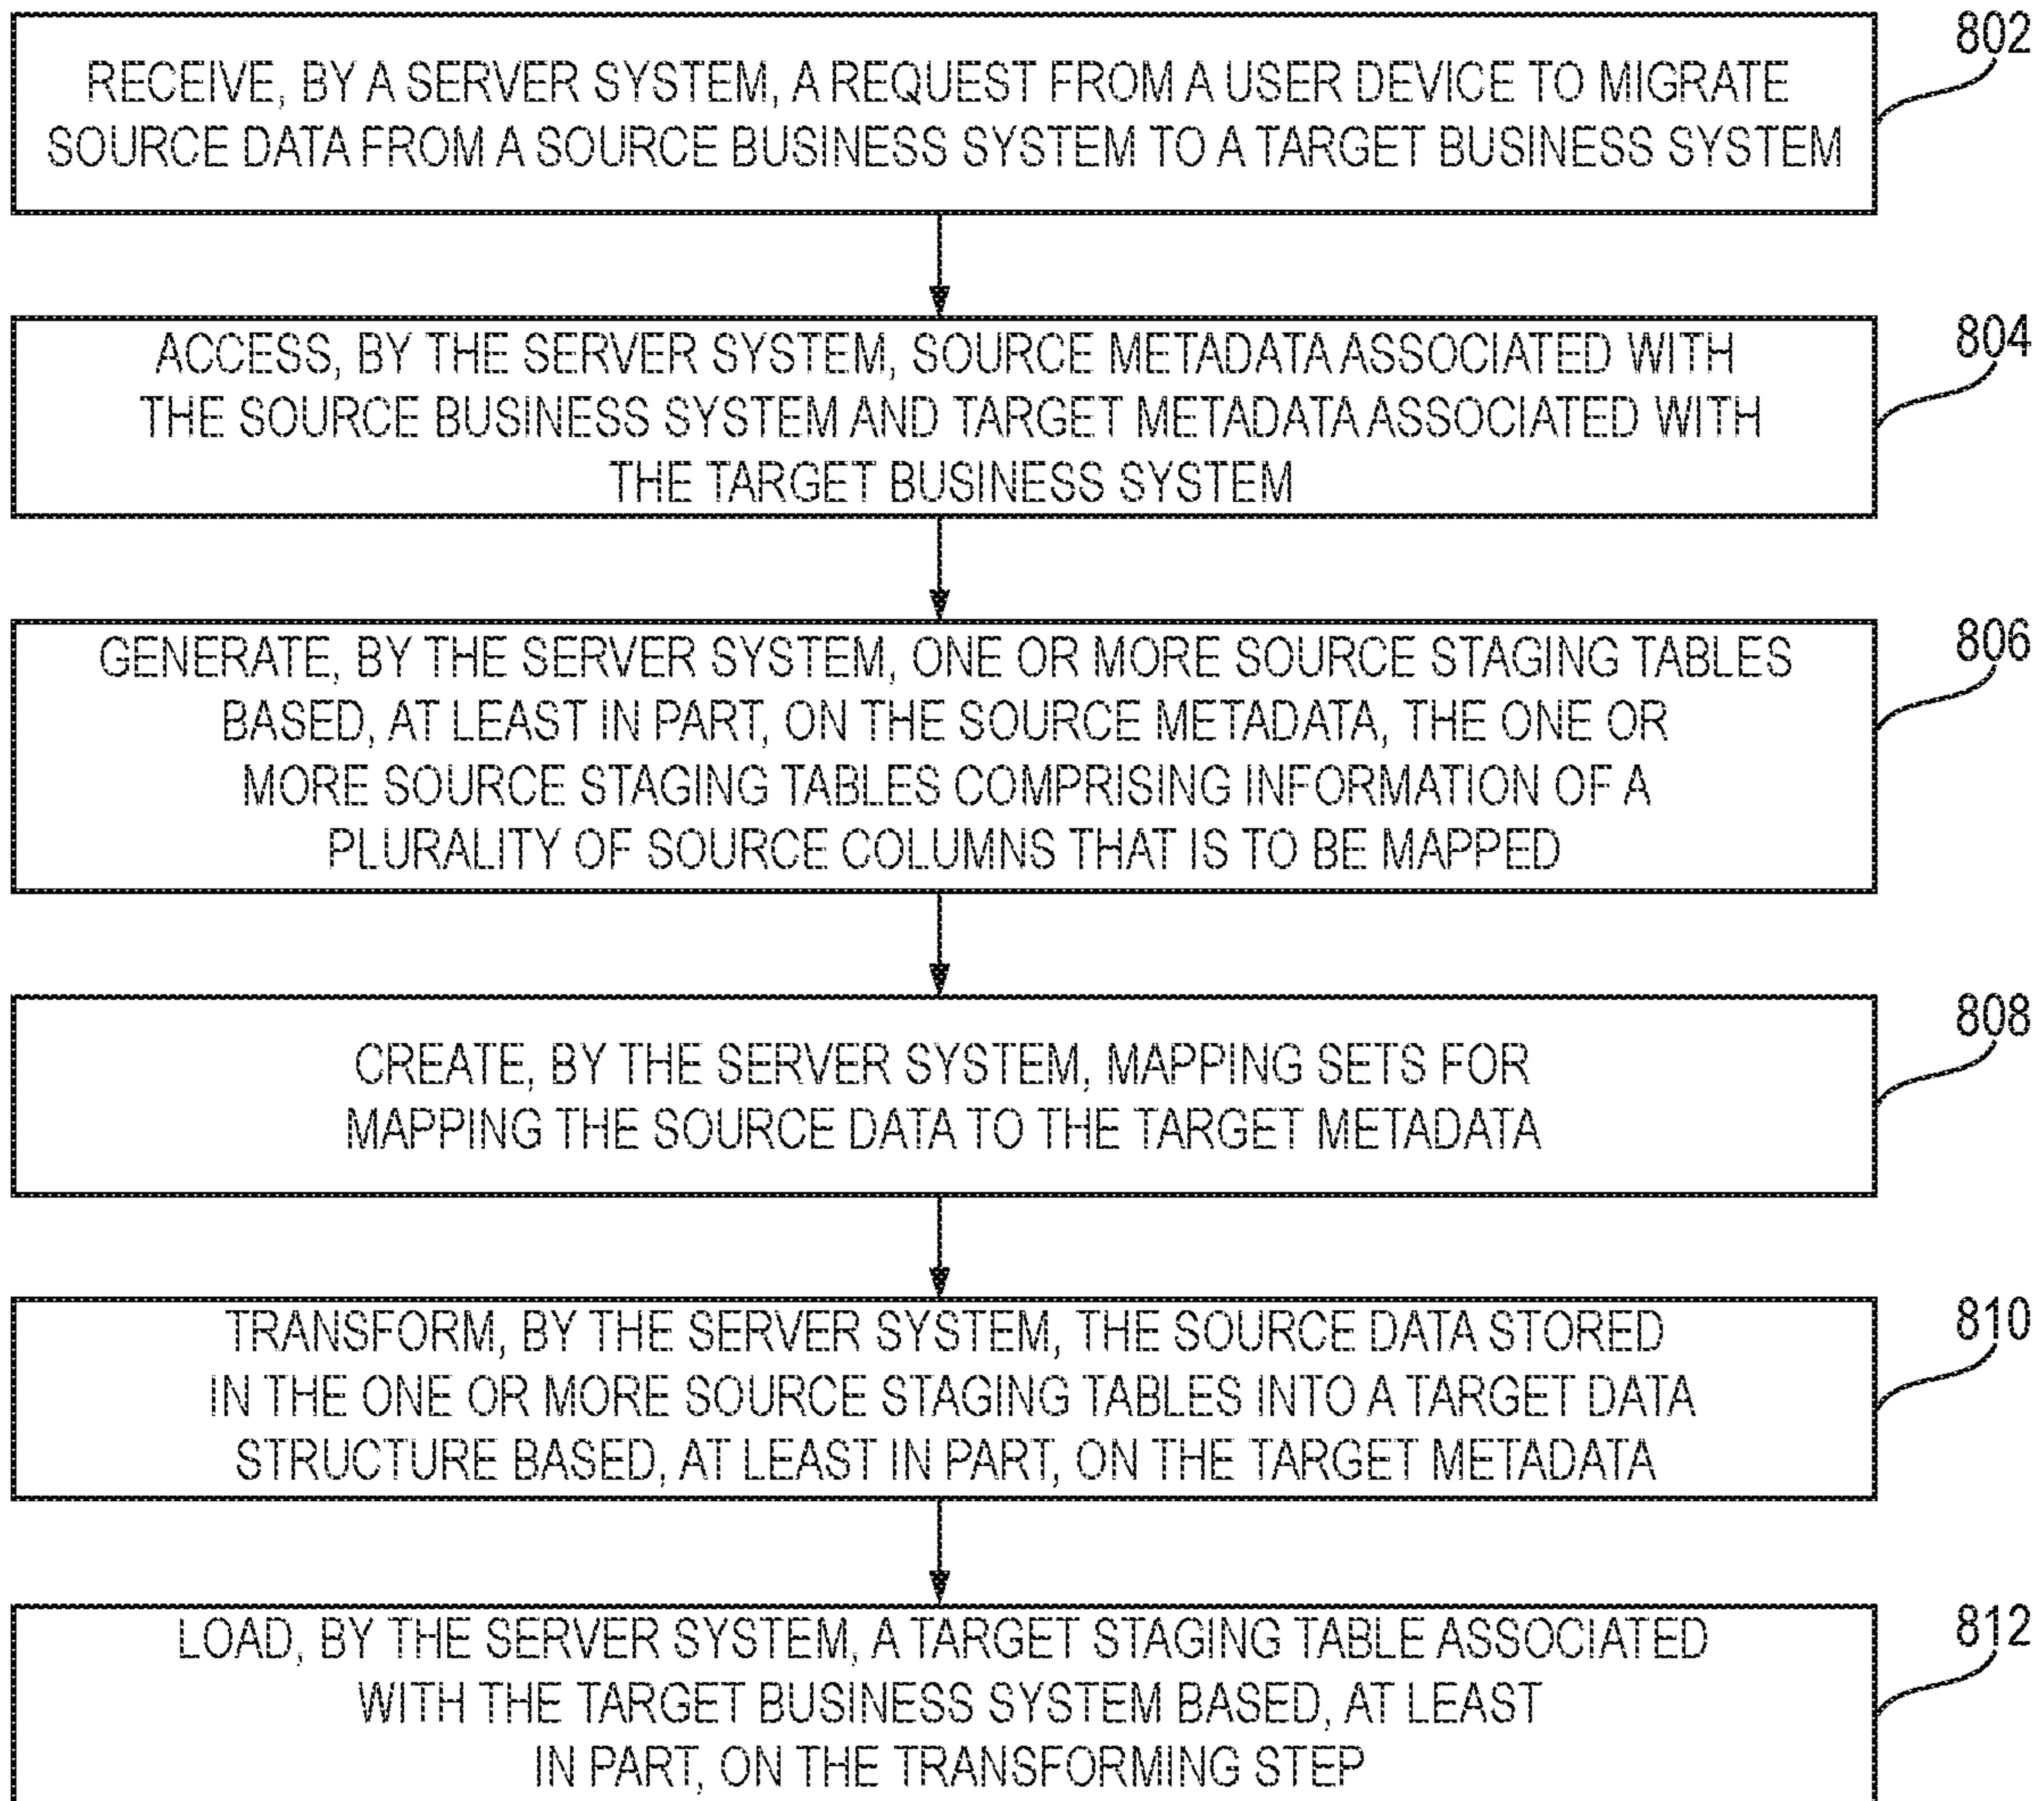 802
RECEIVE, BY A SERVER SYSTEM, A REQUEST FROM A USER DEVICE TO MIGRATE
SOURCE DATA FROM A SOURCE BUSINESS SYSTEM TO A TARGET BUSINESS SYSTEM
804
ACCESS, BY THE SERVER SYSTEM, SOURCE METADATA ASSOCIATED WITH
THE SOURCE BUSINESS SYSTEM AND TARGET METADATA ASSOCIATED WITH
THE TARGET BUSINESS SYSTEM
806
GENERATE, BY THE SERVER SYSTEM, ONE OR MORE SOURCE STAGING TABLES
BASED, AT LEAST IN PART, ON THE SOURCE METADATA, THE ONE OR
MORE SOURCE STAGING TABLES COMPRISING INFORMATION OF A
PLURALITY OF SOURCE COLUMNS THAT IS TO BE MAPPED
808
CREATE, BY THE SERVER SYSTEM, MAPPING SETS FOR
MAPPING THE SOURCE DATA TO THE TARGET METADATA
810
TRANSFORM, BY THE SERVER SYSTEM, THE SOURCE DATA STORED
IN THE ONE OR MORE SOURCE STAGING TABLES INTO A TARGET DATA
STRUCTURE BASED, AT LEAST IN PART, ON THE TARGET METADATA
812
LOAD, BY THE SERVER SYSTEM, A TARGET STAGING TABLE ASSOCIATED
WITH THE TARGET BUSINESS SYSTEM BASED, AT LEAST
IN PART, ON THE TRANSFORMING STEP